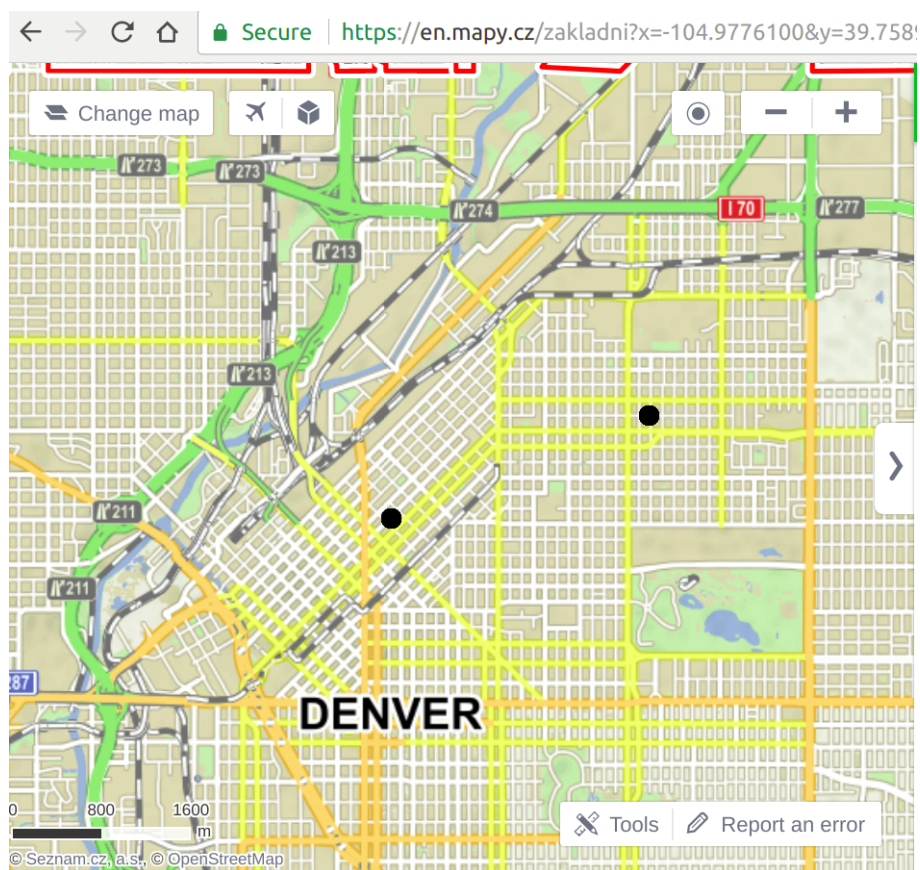 Secure https://en.mapy.cz/zakladni?x=-104.9776100&y=39.7589
Change map
273
273
274
I 70
277
213
213
211
211
287
DENVER
0 800 1600
m
Tools Report an error
© Seznam.cz, a.s., © OpenStreetMap